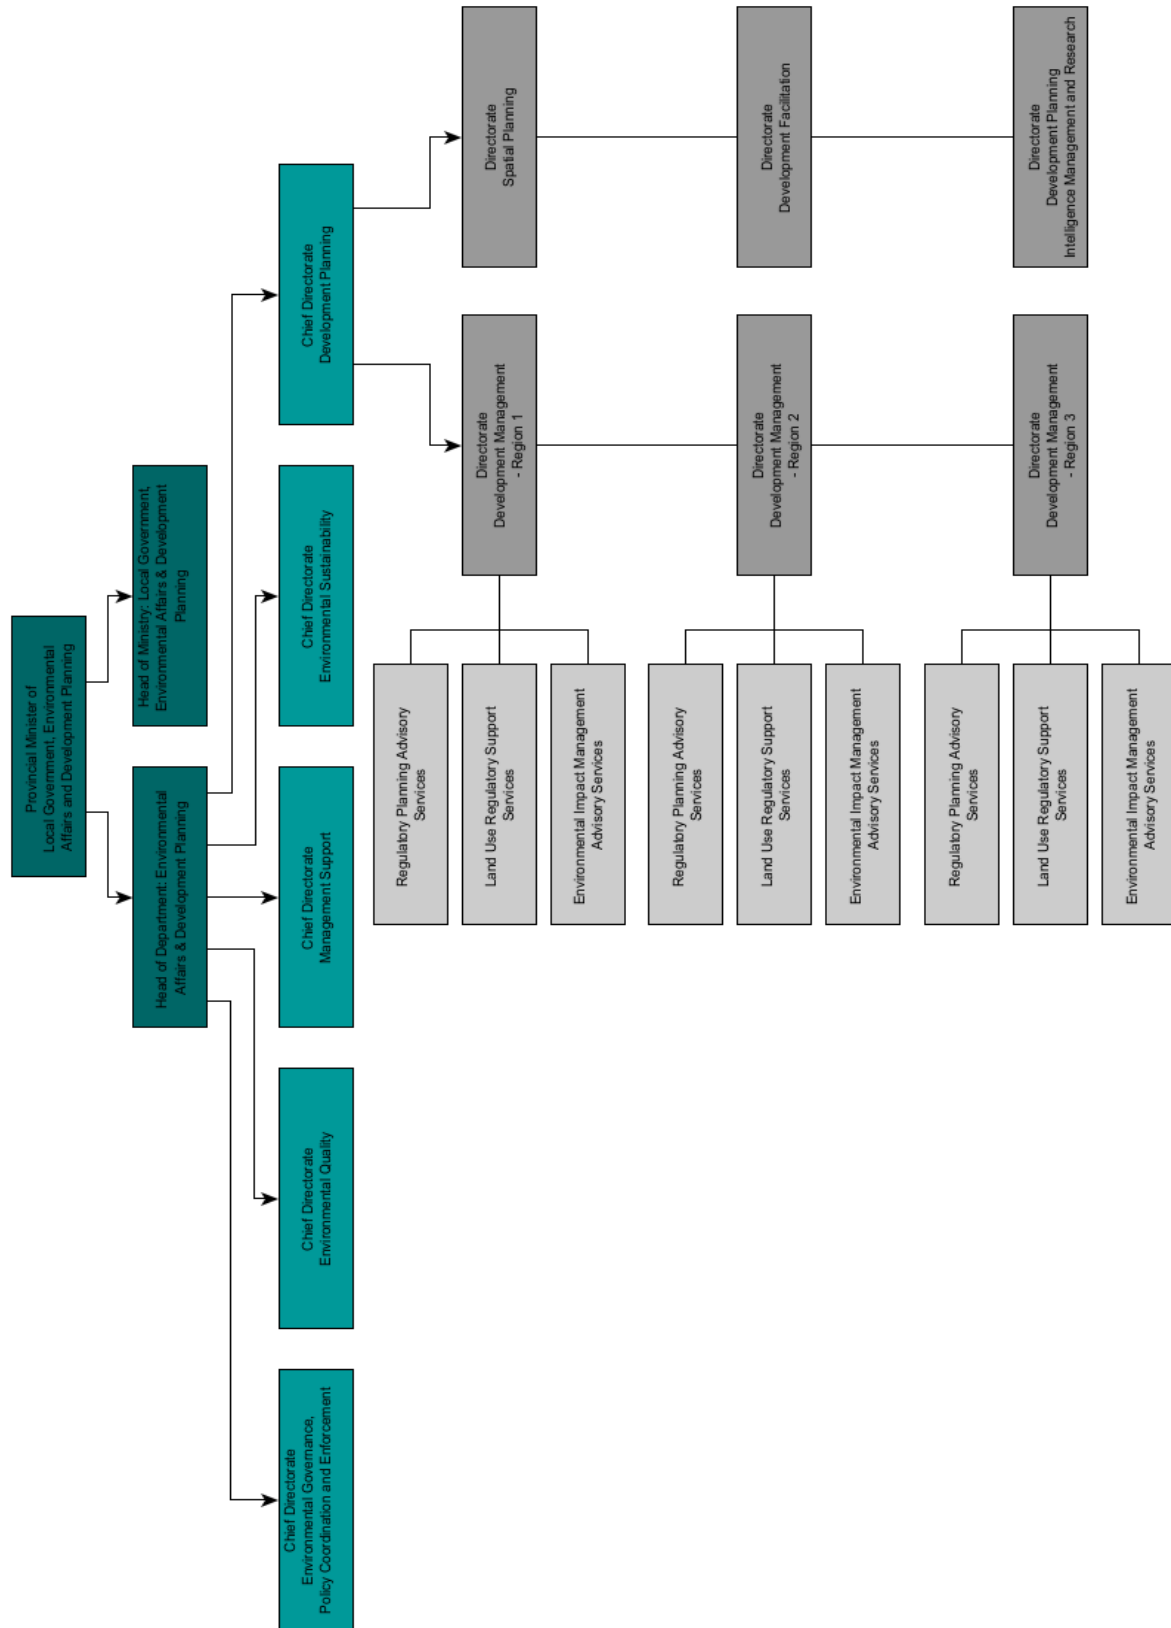 Provincial Minister of
Local Government, Environmental
Affairs and Development Planning
Head of Department: Environmental
Affairs & Development Planning
Head of Ministry: Local Government,
Environmental Affairs & Development
Planning
Chief Directorate
Environmental Governance,
Policy Coordination and Enforcement
Chief Directorate
Environmental Quality
Chief Directorate
Management Support
Chief Directorate
Environmental Sustainability
Chief Directorate
Development Planning
Regulatory Planning Advisory
Services
Land Use Regulatory Support
Services
Environmental Impact Management
Advisory Services
Directorate
Development Management
- Region 1
Directorate
Spatial Planning
Regulatory Planning Advisory
Services
Land Use Regulatory Support
Services
Environmental Impact Management
Advisory Services
Directorate
Development Management
- Region 2
Directorate
Development Facilitation
Regulatory Planning Advisory
Services
Land Use Regulatory Support
Services
Environmental Impact Management
Advisory Services
Directorate
Development Management
- Region 3
Directorate
Development Planning
Intelligence Management and Research